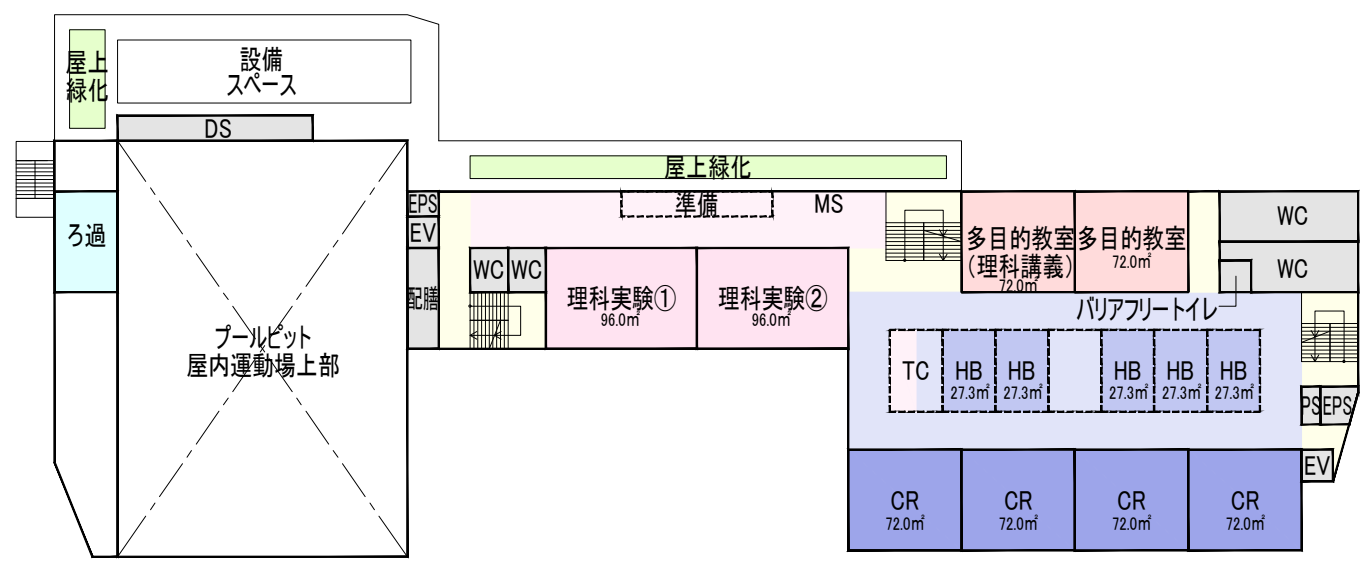 屋上
緑化
設備
スペース
DS
屋上緑化
ろ過
EPS
EV
配膳
プールピット
屋内運動場上部
準備
MS
WC
WC
理科実験①
96.0㎡
理科実験②
96.0㎡
多目的教室
(理科講義)
72.0㎡
多目的教室
72.0㎡
WC
WC
バリアフリートイレ
TC
HB
27.3㎡
HB
27.3㎡
HB
27.3㎡
HB
27.3㎡
HB
27.3㎡
PS
EPS
EV
CR
72.0㎡
CR
72.0㎡
CR
72.0㎡
CR
72.0㎡